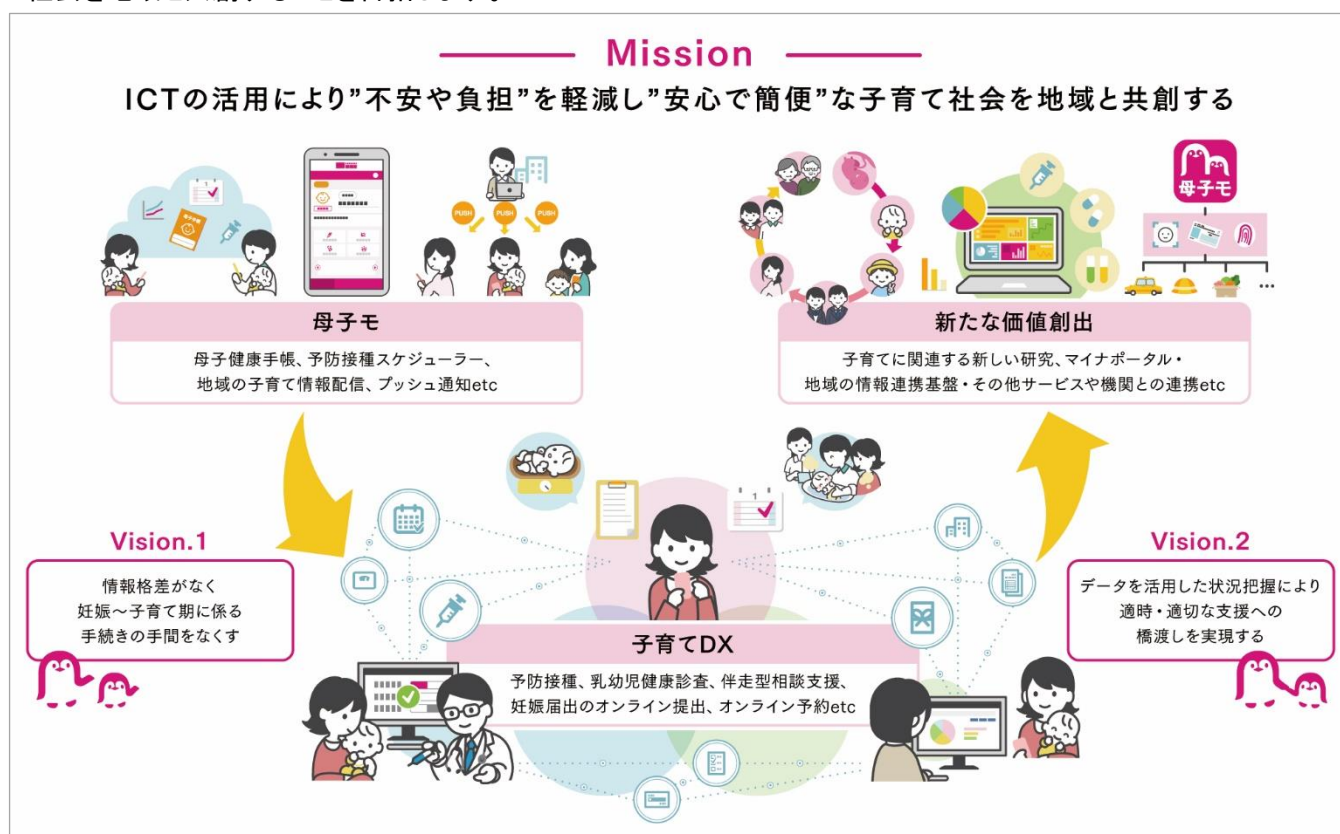 Mission
ICTの活用により”不安や負担”を軽減し”安心で簡便”な子育て社会を地域と共創する
母子手帳
1
PUSH
PUSH
PUSH
母子モ
母子モ
母子健康手帳、予防接種スケジューラー、
地域の子育て情報配信、プッシュ通知etc
新たな価値創出
子育てに関連する新しい研究、マイナポータル・
地域の情報連携基盤・その他サービスや機関との連携etc
…
Vision.1
情報格差がなく
妊娠～子育て期に係る
手続きの手間をなくす
1
Vision.2
データを活用した状況把握により
適時・適切な支援への
橋渡しを実現する
子育てDX
予防接種、乳幼児健康診査、伴走型相談支援、
妊娠届出のオンライン提出、オンライン予約etc